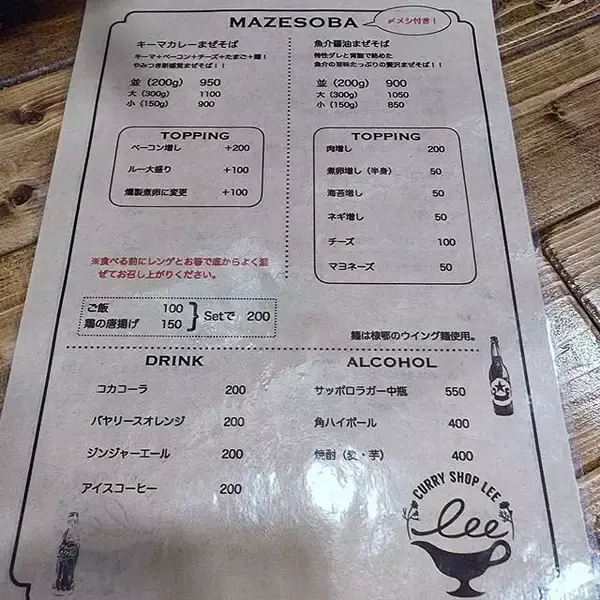 MAZESOBA
〆メシ付き！
キーマカレーまぜそば
キーマ+ベーコン+チーズ+たまご+麺！
やみつき新感覚まぜそば！！
並（200g） 950
大（300g） 1100
小（150g） 900
TOPPING
ベーコン増し +200
ルー大盛り +100
燻製煮卵に変更 +100
※食べる前にレンゲとお箸で底からよく混
ぜてお召し上がりください。
魚介醤油まぜそば
特性ダレと背脂で絡めた
魚介の旨味たっぷりの贅沢まぜそば！！
並（200g） 900
大（300g） 1050
小（150g） 850
TOPPING
肉増し 200
煮卵増し（半身） 50
海苔増し 50
ネギ増し 50
チーズ 100
マヨネーズ 50
ご飯 100
鶏の唐揚げ 150
Setで 200
麺は棣鄂のウイング麺使用。
DRINK
コカコーラ 200
バヤリースオレンジ 200
ジンジャーエール 200
アイスコーヒー 200
ALCOHOL
サッポロラガー中瓶 550
角ハイボール 400
焼酎（麦・芋） 400
CURRY SHOP LEE
lee